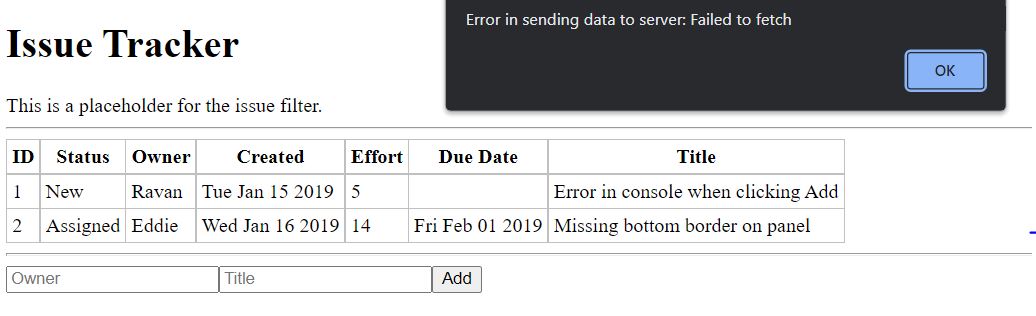 Error in sending data to server: Failed to fetch
OK
Issue Tracker
This is a placeholder for the issue filter.
ID Status Owner Created Effort Due Date Title
1 New Ravan Tue Jan 15 2019 5 Error in console when clicking Add
2 Assigned Eddie Wed Jan 16 2019 14 Fri Feb 01 2019 Missing bottom border on panel
Owner Title Add